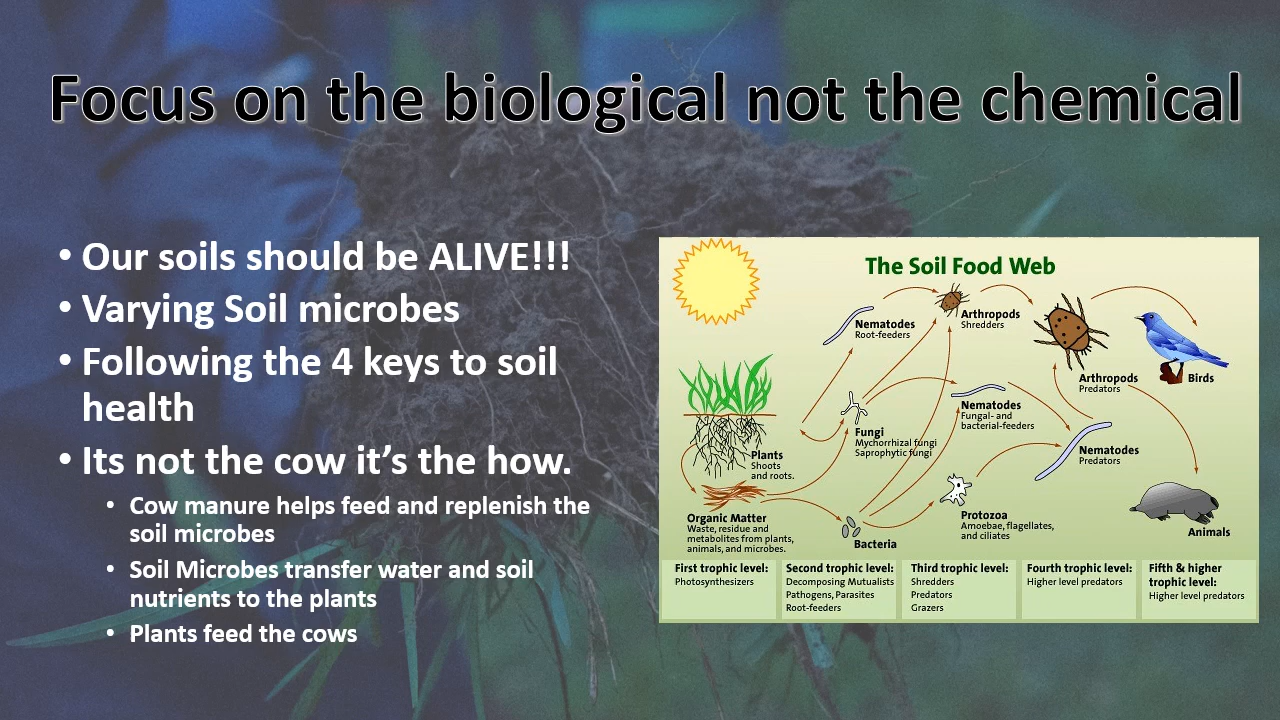 Focus on the biological not the chemical
• Our soils should be ALIVE!!!
• Varying Soil microbes
• Following the 4 keys to soil
health
• Its not the cow it's the how.
• Cow manure helps feed and replenish the
soil microbes
• Soil Microbes transfer water and soil
nutrients to the plants
• Plants feed the cows
The Soil Food Web
Nematodes
Root-feeders
Arthropods
Shredders
Arthropods
Predators
Birds
Plants
Shoots
and roots.
Fungi
Mychorrhizal fungi
Saprophytic fungi
Nematodes
Fungal- and
bacterial-feeders
Nematodes
Predators
Organic Matter
Waste, residue and
metabolites from plants,
animals, and microbes.
Bacteria
Protozoa
Amoebae, flagellates,
and ciliates
Animals
First trophic level:
Photosynthesizers
Second trophic level:
Decomposing Mutualists
Pathogens, Parasites
Root-feeders
Third trophic level:
Shredders
Predators
Grazers
Fourth trophic level:
Higher level predators
Fifth & higher
trophic level:
Higher level predators